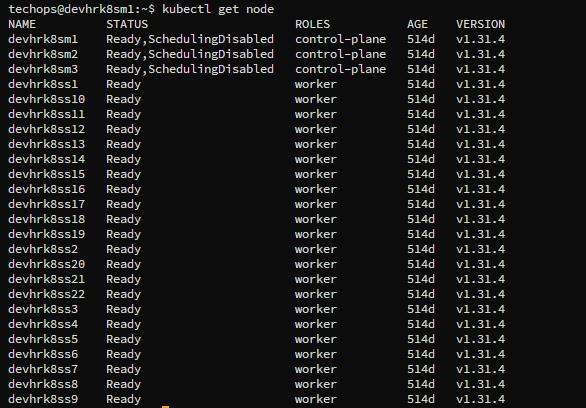 techops@devhrk8sm1:~$ kubectl get node
NAME STATUS ROLES AGE VERSION
devhrk8sm1 Ready,SchedulingDisabled control-plane 514d v1.31.4
devhrk8sm2 Ready,SchedulingDisabled control-plane 514d v1.31.4
devhrk8sm3 Ready,SchedulingDisabled control-plane 514d v1.31.4
devhrk8ss1 Ready worker 514d v1.31.4
devhrk8ss10 Ready worker 514d v1.31.4
devhrk8ss11 Ready worker 514d v1.31.4
devhrk8ss12 Ready worker 514d v1.31.4
devhrk8ss13 Ready worker 514d v1.31.4
devhrk8ss14 Ready worker 514d v1.31.4
devhrk8ss15 Ready worker 514d v1.31.4
devhrk8ss16 Ready worker 514d v1.31.4
devhrk8ss17 Ready worker 514d v1.31.4
devhrk8ss18 Ready worker 514d v1.31.4
devhrk8ss19 Ready worker 514d v1.31.4
devhrk8ss2 Ready worker 514d v1.31.4
devhrk8ss20 Ready worker 514d v1.31.4
devhrk8ss21 Ready worker 514d v1.31.4
devhrk8ss22 Ready worker 514d v1.31.4
devhrk8ss3 Ready worker 514d v1.31.4
devhrk8ss4 Ready worker 514d v1.31.4
devhrk8ss5 Ready worker 514d v1.31.4
devhrk8ss6 Ready worker 514d v1.31.4
devhrk8ss7 Ready worker 514d v1.31.4
devhrk8ss8 Ready worker 514d v1.31.4
devhrk8ss9 Ready worker 514d v1.31.4